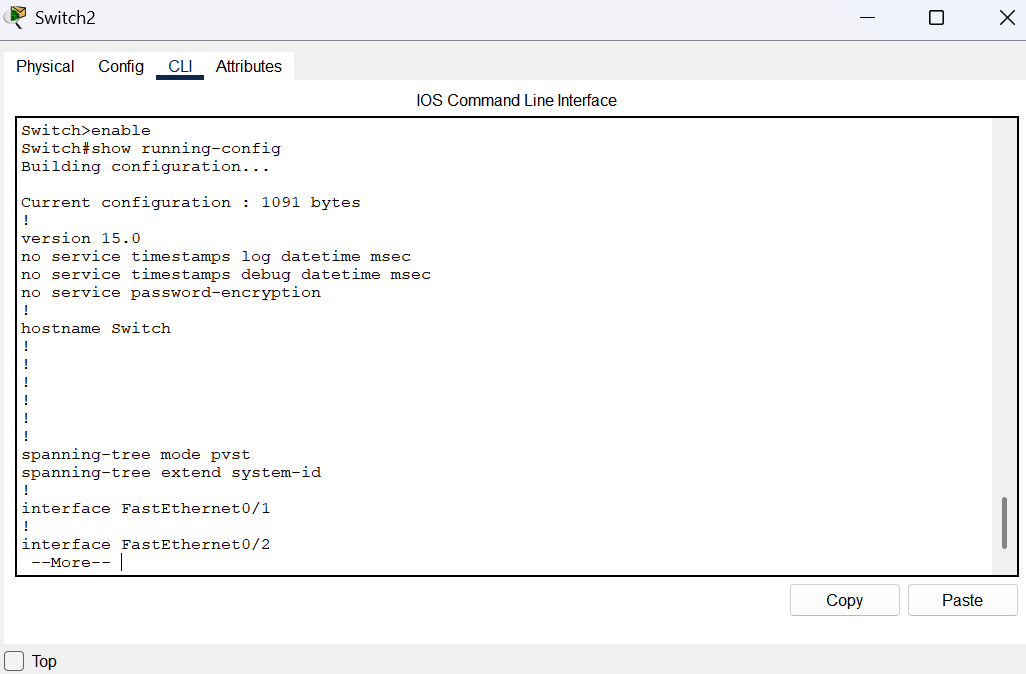 Switch2
Physical Config CLI Attributes
IOS Command Line Interface
Switch>enable
Switch#show running-config
Building configuration...
Current configuration : 1091 bytes
!
version 15.0
no service timestamps log datetime msec
no service timestamps debug datetime msec
no service password-encryption
!
hostname Switch
!
!
!
!
!
!
spanning-tree mode pvst
spanning-tree extend system-id
!
interface FastEthernet0/1
!
interface FastEthernet0/2
--More--
Copy Paste
Top